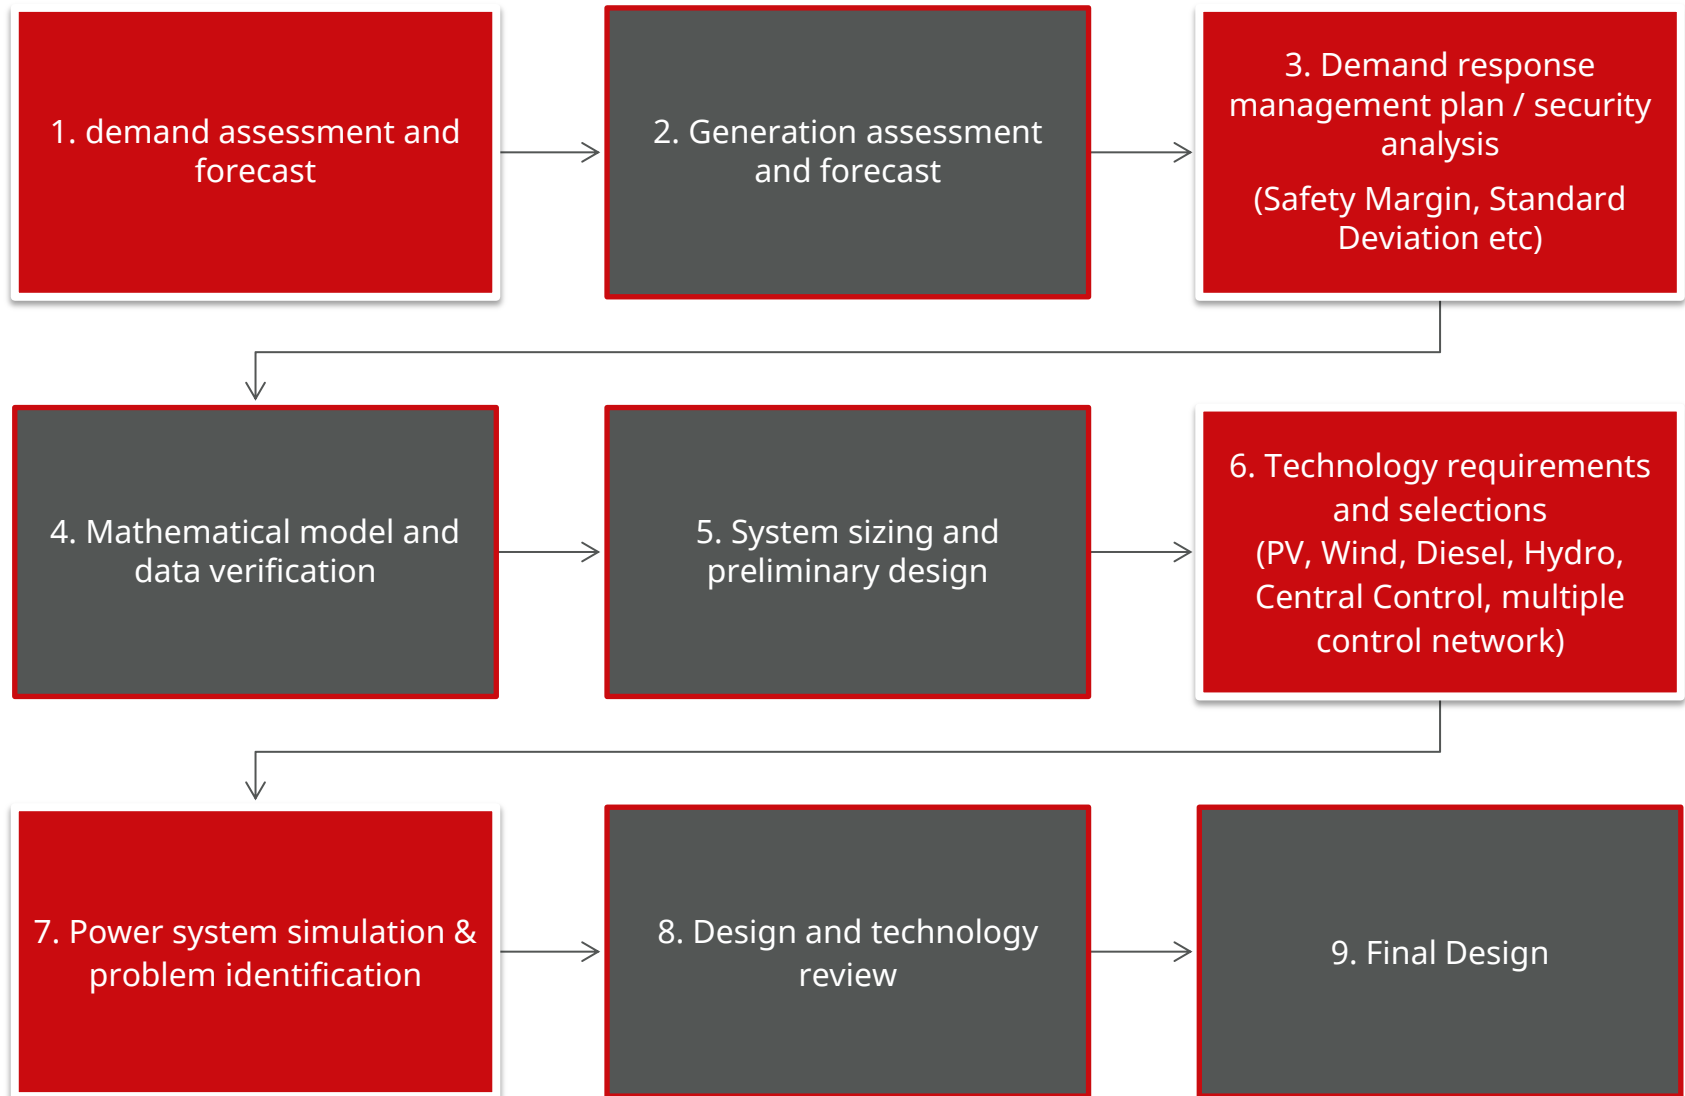 1. demand assessment and
forecast
2. Generation assessment
and forecast
3. Demand response
management plan / security
analysis
(Safety Margin, Standard
Deviation etc)
4. Mathematical model and
data verification
5. System sizing and
preliminary design
6. Technology requirements
and selections
(PV, Wind, Diesel, Hydro,
Central Control, multiple
control network)
7. Power system simulation &
problem identification
8. Design and technology
review
9. Final Design